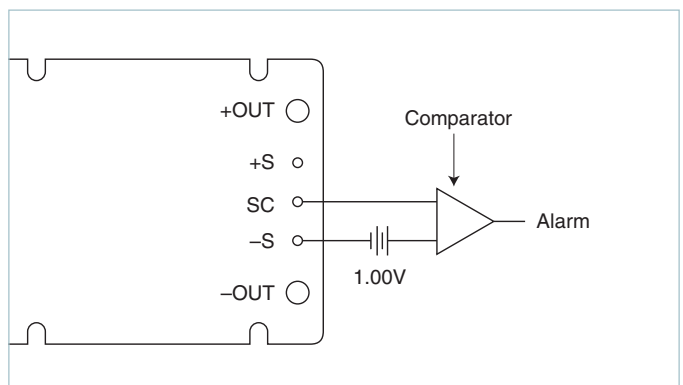 +OUT
Comparator
+S
SC
Alarm
–S
1.00V
–OUT